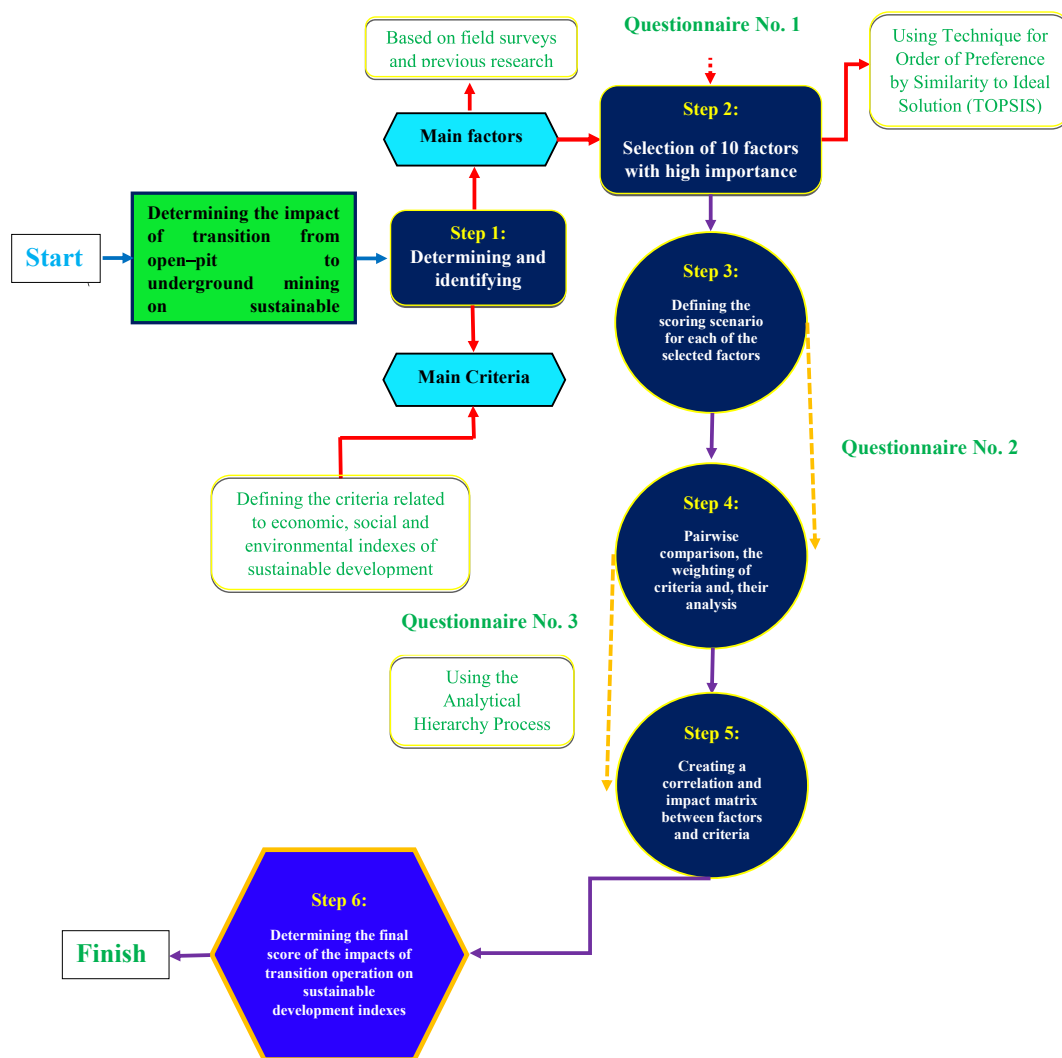 Start
Determining the impact
of transition from
open–pit to
underground mining
on sustainable
Step 1:
Determining and
identifying
Main factors
Based on field surveys
and previous research
Main Criteria
Defining the criteria related
to economic, social and
environmental indexes of
sustainable development
Questionnaire No. 1
Step 2:
Selection of 10 factors
with high importance
Using Technique for
Order of Preference
by Similarity to Ideal
Solution (TOPSIS)
Step 3:
Defining the
scoring scenario
for each of the
selected factors
Questionnaire No. 2
Step 4:
Pairwise
comparison, the
weighting of
criteria and, their
analysis
Questionnaire No. 3
Using the
Analytical
Hierarchy Process
Step 5:
Creating a
correlation and
impact matrix
between factors
and criteria
Step 6:
Determining the final
score of the impacts of
transition operation on
sustainable
development indexes
Finish